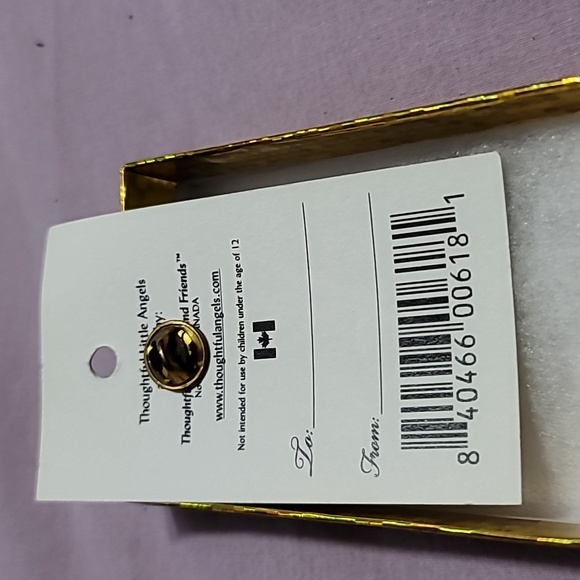 Thoughtful Little Angels
nd Friends™
www.thoughtfulangels.com
Not intended for use by children under the age of 12
To:
From:
8 40466 00618 1